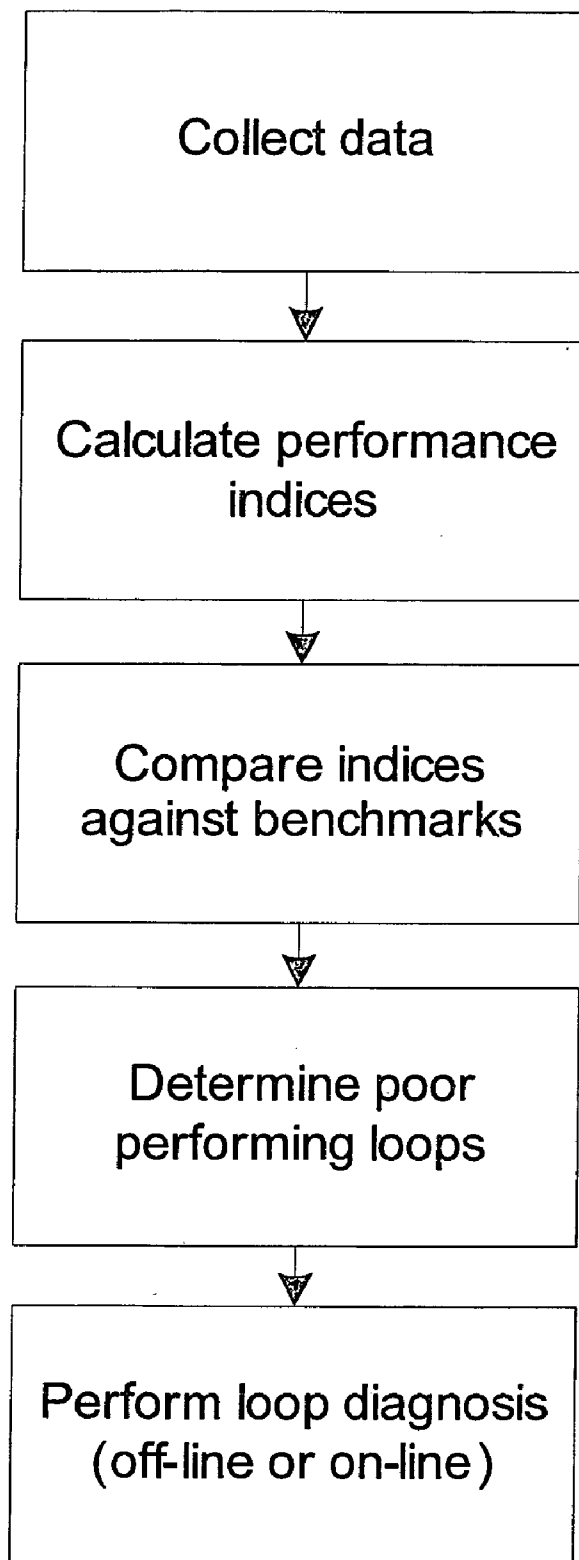 Collect data
Calculate performance
indices
Compare indices
against benchmarks
Determine poor
performing loops
Perform loop diagnosis
(off-line or on-line)